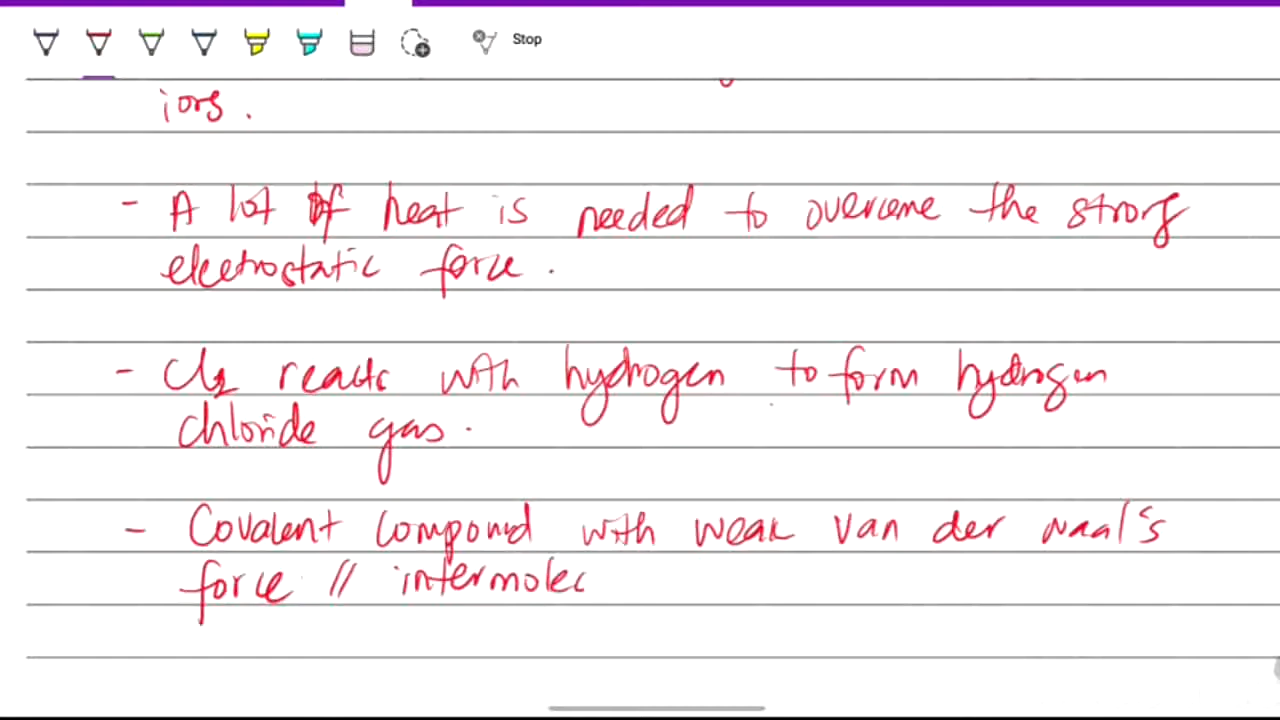 Stop
ions.
- A lot of heat is needed to overcome the strong
electrostatic force.
- Cl2 reacts with hydrogen to form hydrogen
chloride gas.
- Covalent compound with weak Van der Waal's
force // intermolec